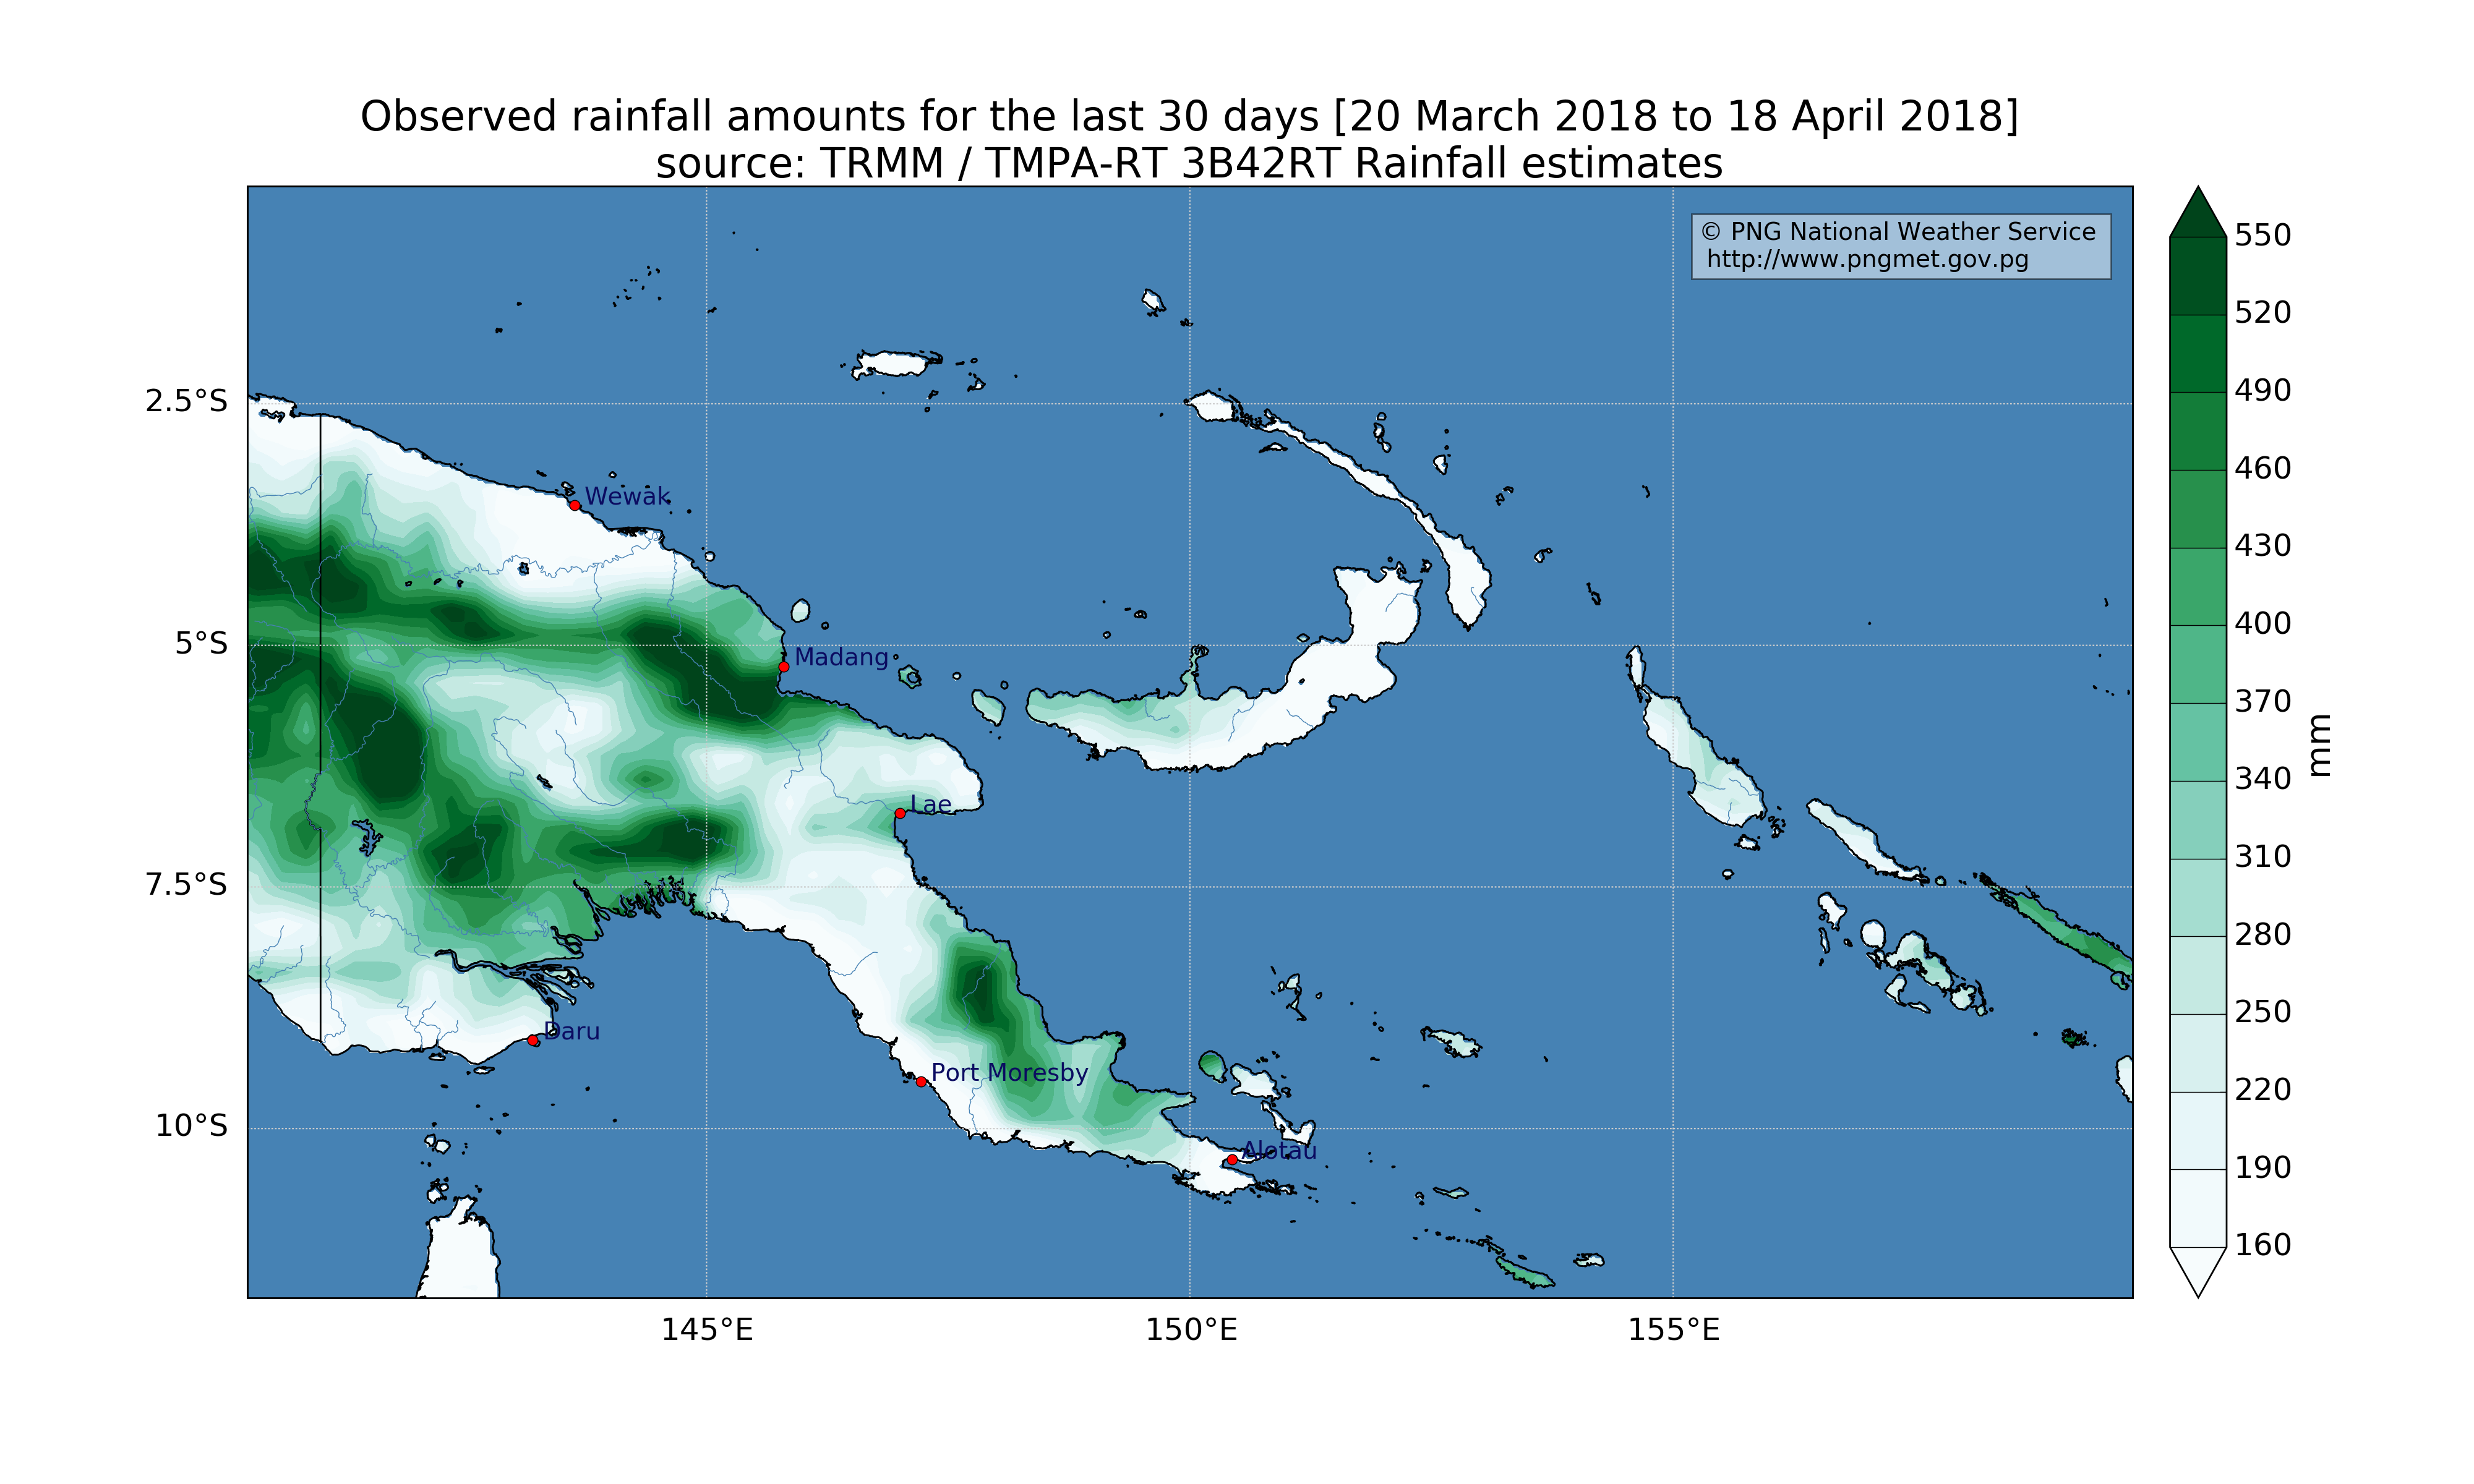 Observed rainfall amounts for the last 30 days [20 March 2018 to 18 April 2018]
source: TRMM / TMPA-RT 3B42RT Rainfall estimates
© PNG National Weather Service
http://www.pngmet.gov.pg
550
520
490
460
430
400
370
340
310
280
250
220
190
160
mm
2.5°S
5°S
7.5°S
10°S
Wewak
Madang
Lae
Daru
Port Moresby
Alotau
145°E
150°E
155°E